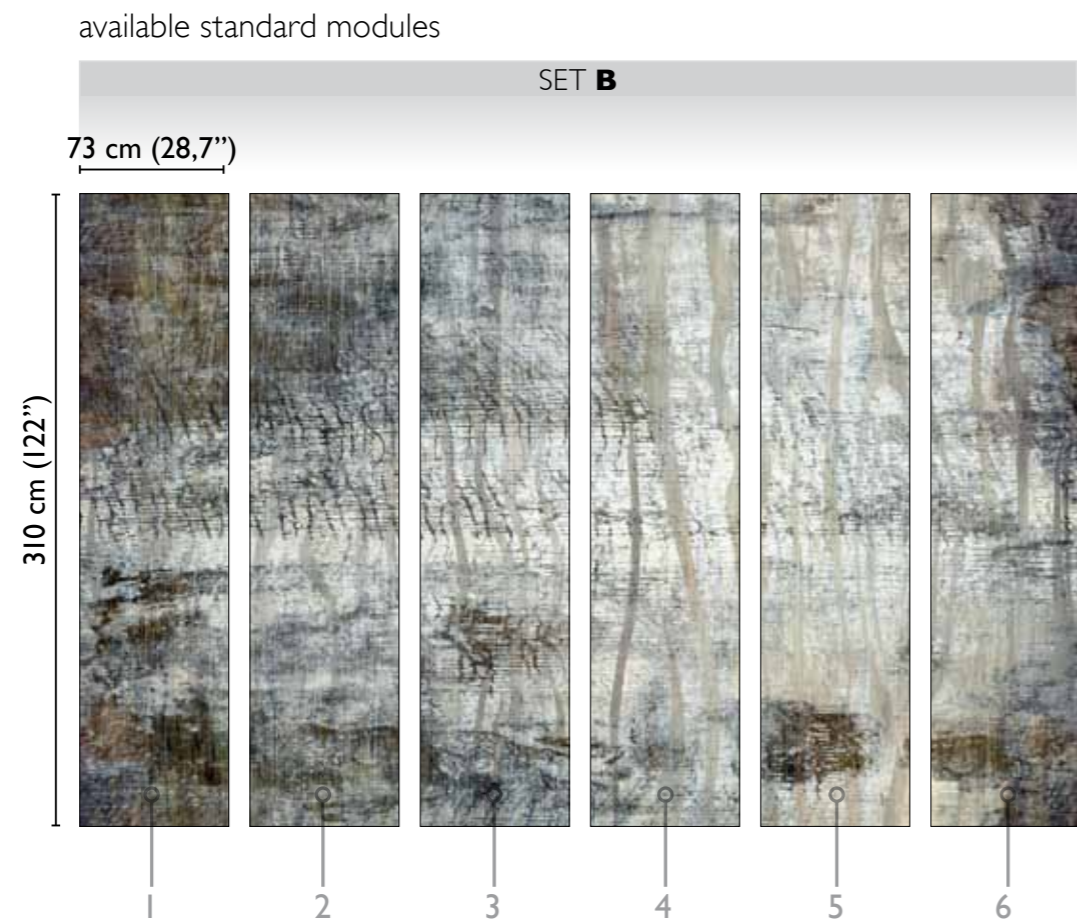 available standard modules
SET B
73 cm (28,7”)
310 cm (122”)
1 2 3 4 5 6